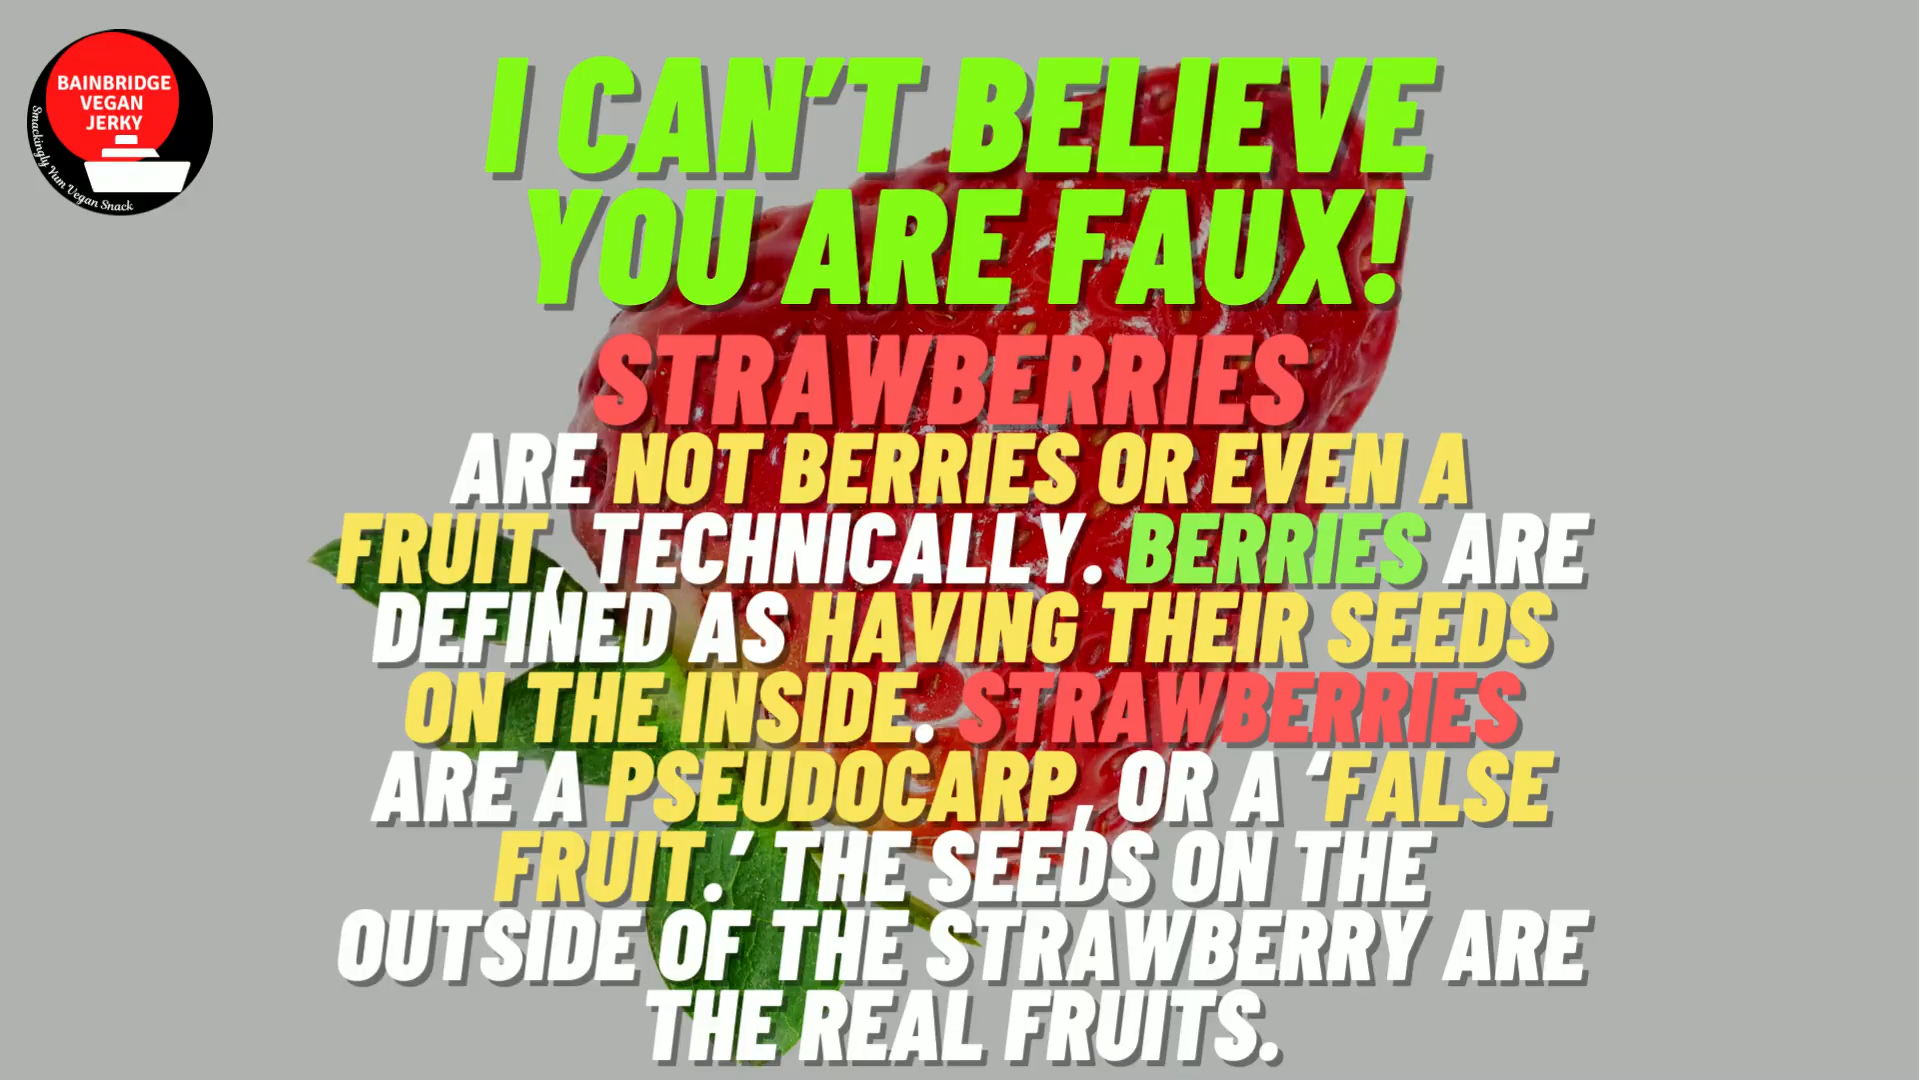 BAINBRIDGE
VEGAN
JERKY
Smackingly Yum Vegan Snack
I CAN'T BELIEVE
YOU ARE FAUX!
STRAWBERRIES
ARE NOT BERRIES OR EVEN A
FRUIT, TECHNICALLY. BERRIES ARE
DEFINED AS HAVING THEIR SEEDS
ON THE INSIDE. STRAWBERRIES
ARE A PSEUDOCARP, OR A ‘FALSE
FRUIT.’ THE SEEDS ON THE
OUTSIDE OF THE STRAWBERRY ARE
THE REAL FRUITS.